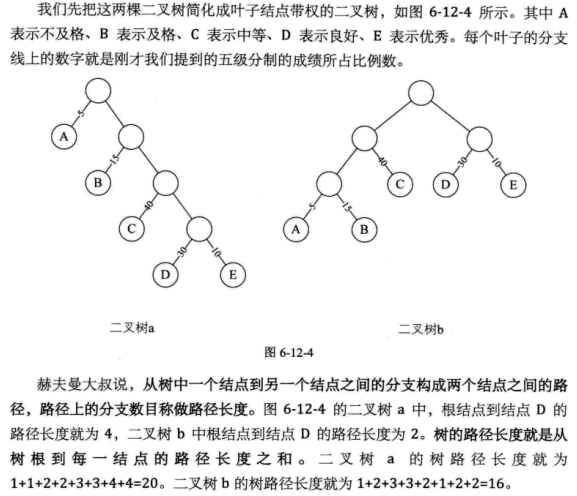 我们先把这两棵二叉树简化成叶子结点带权的二叉树，如图 6-12-4 所示。其中 A
表示不及格、B 表示及格、C 表示中等、D 表示良好、E 表示优秀。每个叶子的分支
线上的数字就是刚才我们提到的五级分制的成绩所占比例数。
5
A
15
B
40
C
30
10
D
E
40
C
30
10
D
E
5
15
A
B
二叉树a
二叉树b
图 6-12-4
赫夫曼大叔说，从树中一个结点到另一个结点之间的分支构成两个结点之间的路
径，路径上的分支数目称做路径长度。图 6-12-4 的二叉树 a 中，根结点到结点 D 的
路径长度就为 4，二叉树 b 中根结点到结点 D 的路径长度为 2。树的路径长度就是从
树根到每一结点的路径长度之和。二叉树 a 的树路径长度就为
1+1+2+2+3+3+4+4=20。二叉树 b 的树路径长度就为 1+2+3+3+2+1+2+2=16。